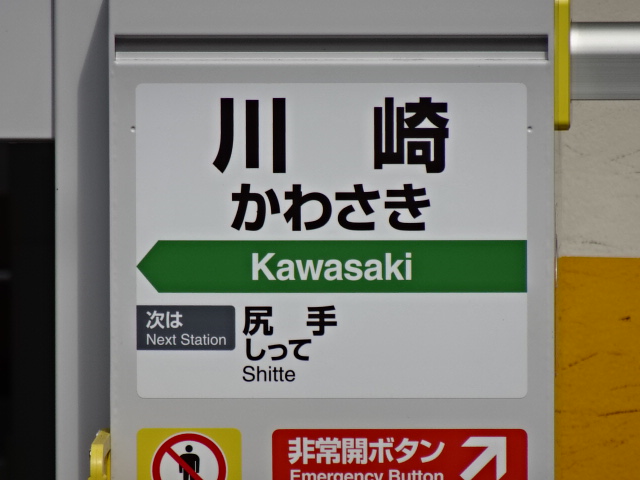 川崎
かわさき
Kawasaki
次は
Next Station
尻手
しって
Shitte
非常開ボタン
Emergency Button